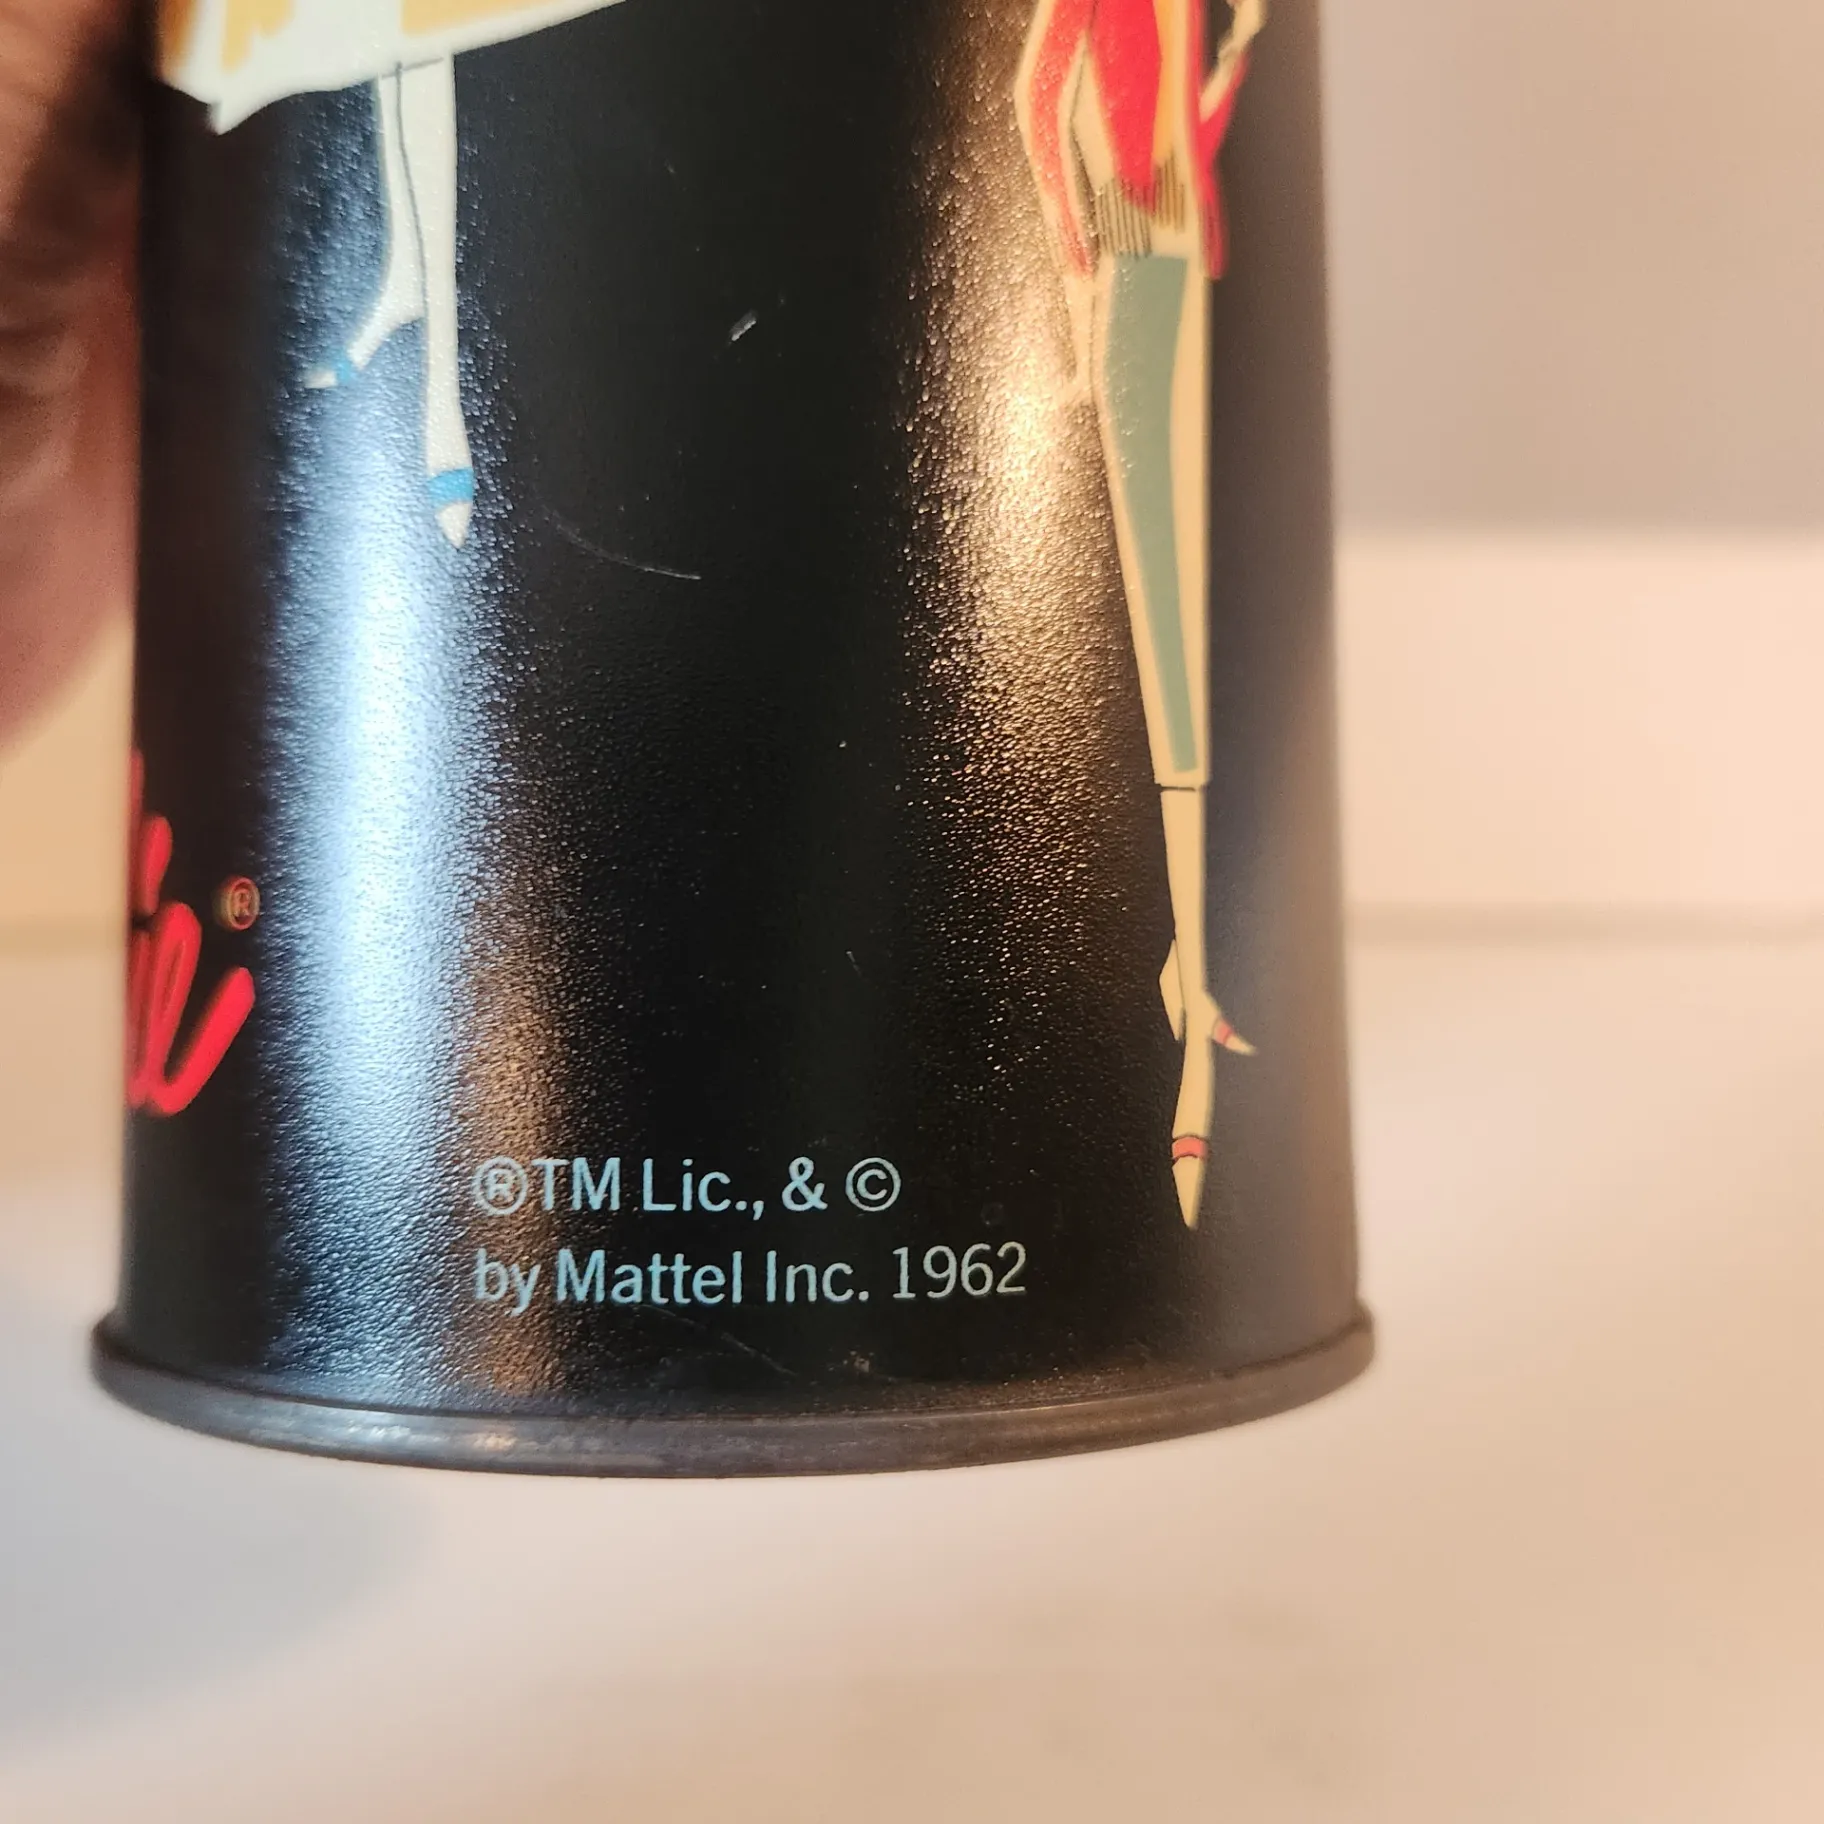 ®
®TM Lic., & ©
by Mattel Inc. 1962